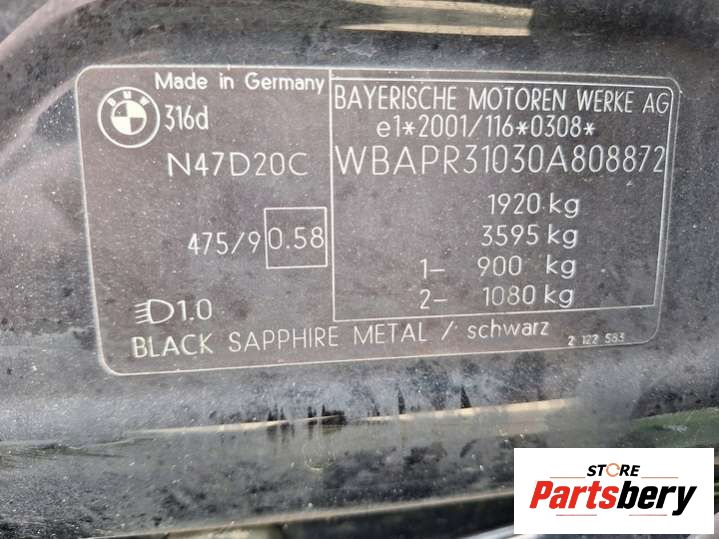 Made in Germany
BMW
316d
N47D20C
475/9 0.58
1.0
BAYERISCHE MOTOREN WERKE AG
e1*2001/116*0308*
WBAPR31030A808872
1920 kg
3595 kg
1- 900 kg
2- 1080 kg
BLACK SAPPHIRE METAL / schwarz
2 122 583
STORE
Partsbery